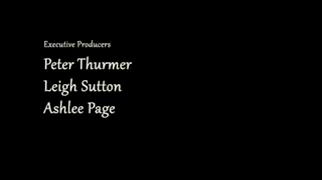 Executive Producers
Peter Thurmer
Leigh Sutton
Ashlee Page